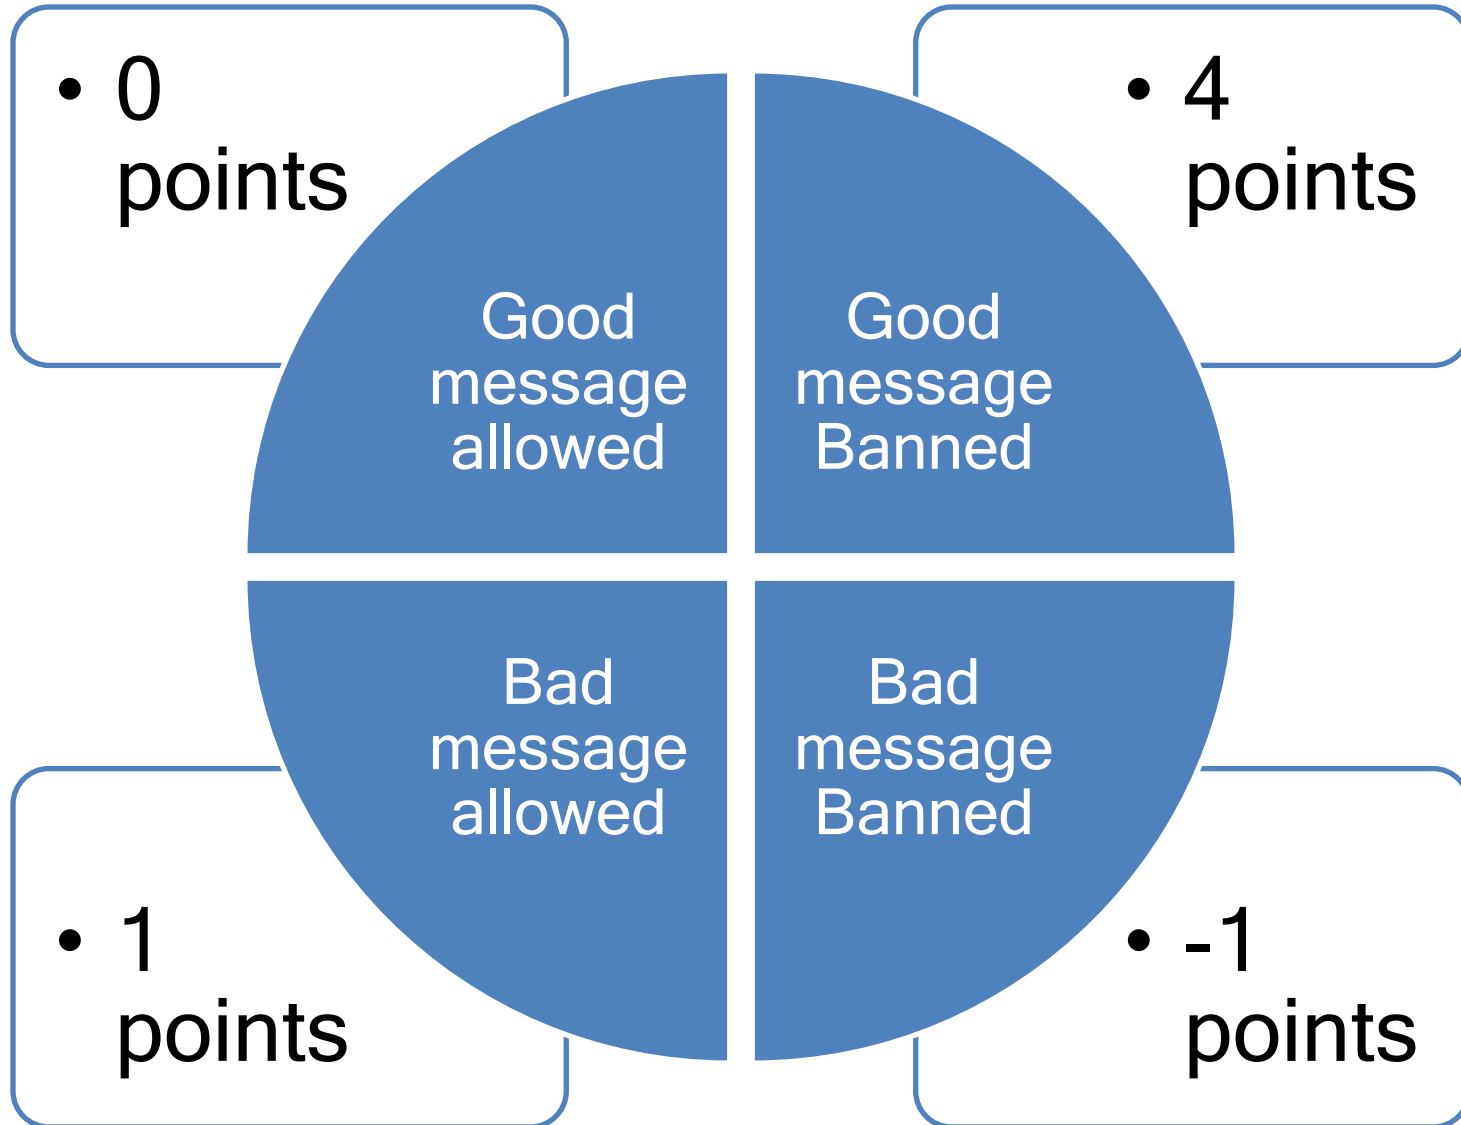 • 0
points
• 4
points
Good
message
allowed
Good
message
Banned
Bad
message
allowed
Bad
message
Banned
• 1
points
• -1
points